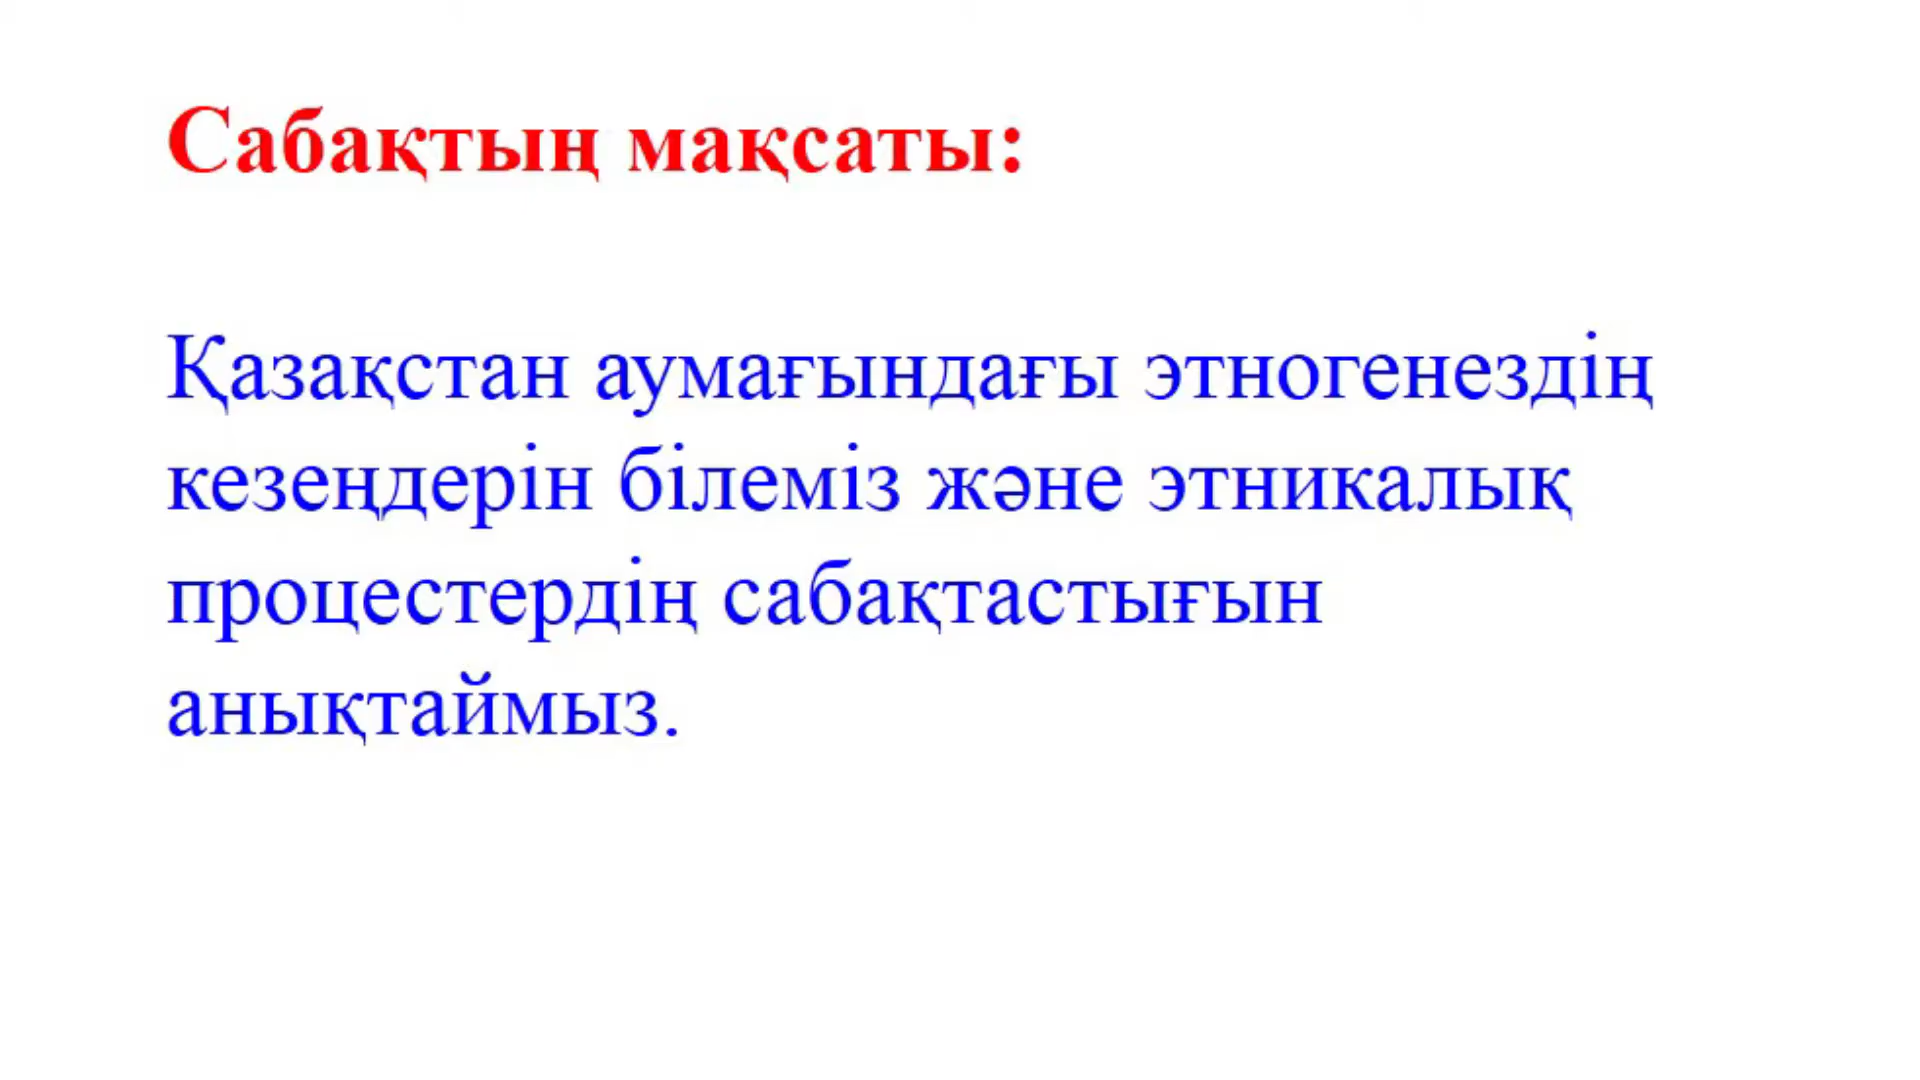 Сабақтың мақсаты:
Қазақстан аумағындағы этногенездің
кезеңдерін білеміз және этникалық
процестердің сабақтастығын
анықтаймыз.